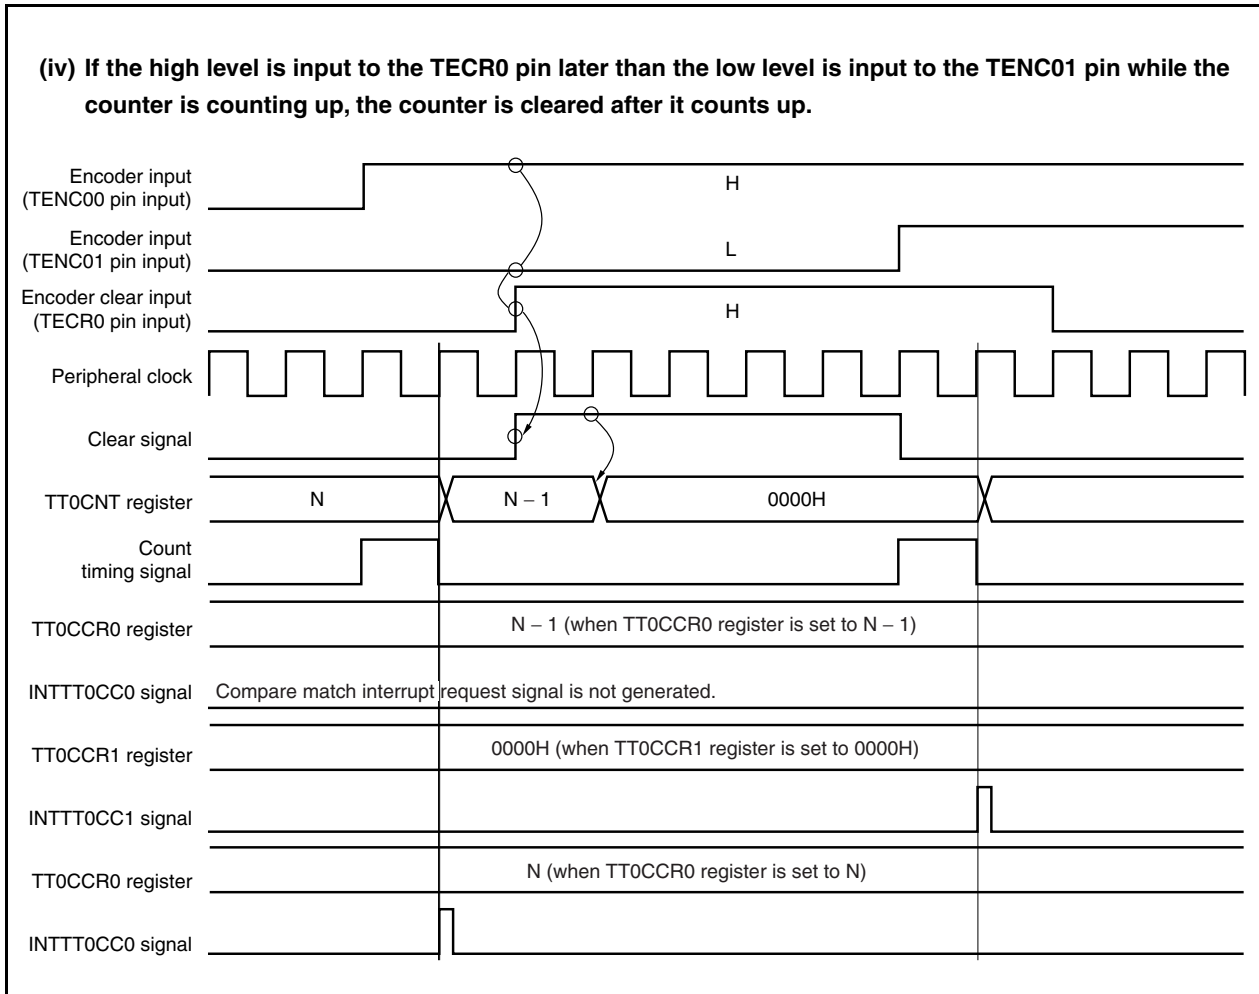 (iv) If the high level is input to the TECR0 pin later than the low level is input to the TENC01 pin while the
counter is counting up, the counter is cleared after it counts up.
Encoder input
(TENC00 pin input)
H
Encoder input
(TENC01 pin input)
L
Encoder clear input
(TECR0 pin input)
H
Peripheral clock
Clear signal
TT0CNT register
N
N – 1
0000H
Count
timing signal
TT0CCR0 register
N – 1 (when TT0CCR0 register is set to N – 1)
INTTT0CC0 signal
Compare match interrupt request signal is not generated.
TT0CCR1 register
0000H (when TT0CCR1 register is set to 0000H)
INTTT0CC1 signal
TT0CCR0 register
N (when TT0CCR0 register is set to N)
INTTT0CC0 signal